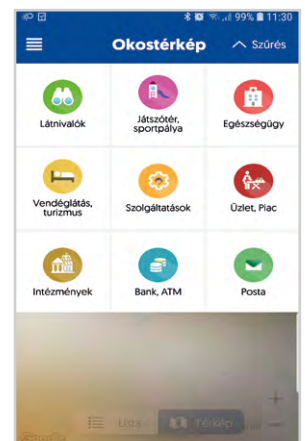 99% 11:30
Okostérkép
Szűrés
Látnivalók
Játszótér,
sportpálya
Egészségügy
Vendéglátás,
turizmus
Szolgáltatások
Üzlet, Piac
Intézmények
Bank, ATM
Posta
Lista
Térkép
Google